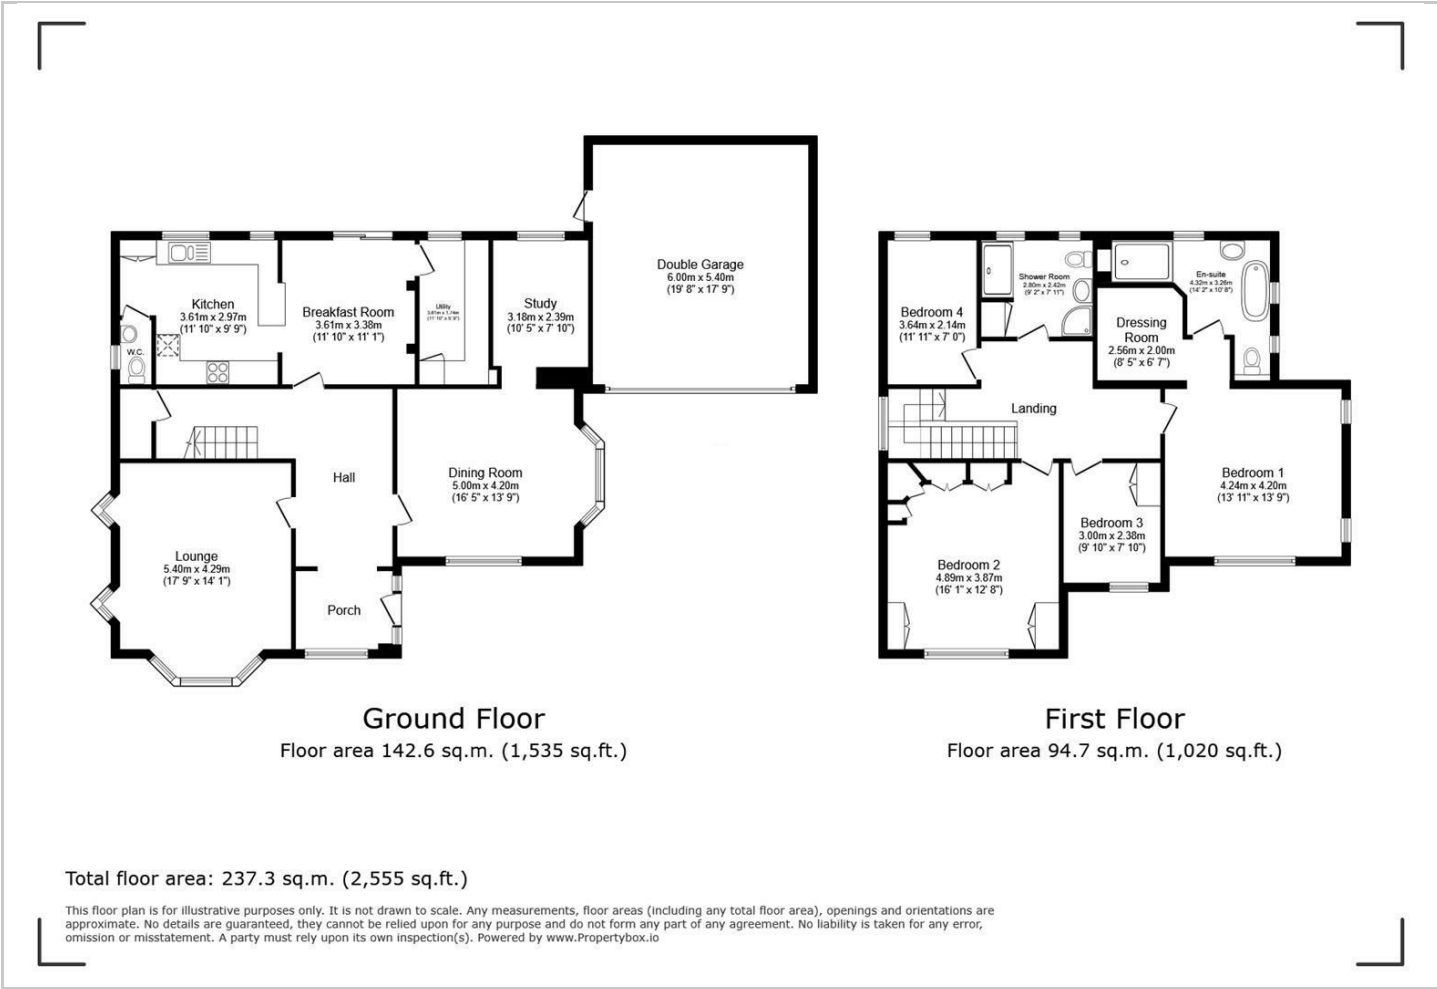 Double Garage
6.00m x 5.40m
(19' 8" x 17' 9")
Kitchen
3.61m x 2.97m
(11' 10" x 9' 9")
Breakfast Room
3.61m x 3.38m
(11' 10" x 11' 1")
Utility
3.61m x 1.74m
(11' 10" x 5' 9")
Study
3.18m x 2.39m
(10' 5" x 7' 10")
W.C.
Hall
Dining Room
5.00m x 4.20m
(16' 5" x 13' 9")
Lounge
5.40m x 4.29m
(17' 9" x 14' 1")
Porch
Ground Floor
Floor area 142.6 sq.m. (1,535 sq.ft.)
Bedroom 4
3.64m x 2.14m
(11' 11" x 7' 0")
Shower Room
2.80m x 2.42m
(9' 2" x 7' 11")
En-suite
4.32m x 3.26m
(14' 2" x 10' 8")
Dressing
Room
2.56m x 2.00m
(8' 5" x 6' 7")
Landing
Bedroom 1
4.24m x 4.20m
(13' 11" x 13' 9")
Bedroom 3
3.00m x 2.38m
(9' 10" x 7' 10")
Bedroom 2
4.89m x 3.87m
(16' 1" x 12' 8")
First Floor
Floor area 94.7 sq.m. (1,020 sq.ft.)
Total floor area: 237.3 sq.m. (2,555 sq.ft.)
This floor plan is for illustrative purposes only. It is not drawn to scale. Any measurements, floor areas (including any total floor area), openings and orientations are
approximate. No details are guaranteed, they cannot be relied upon for any purpose and do not form any part of any agreement. No liability is taken for any error,
omission or misstatement. A party must rely upon its own inspection(s). Powered by www.Propertybox.io